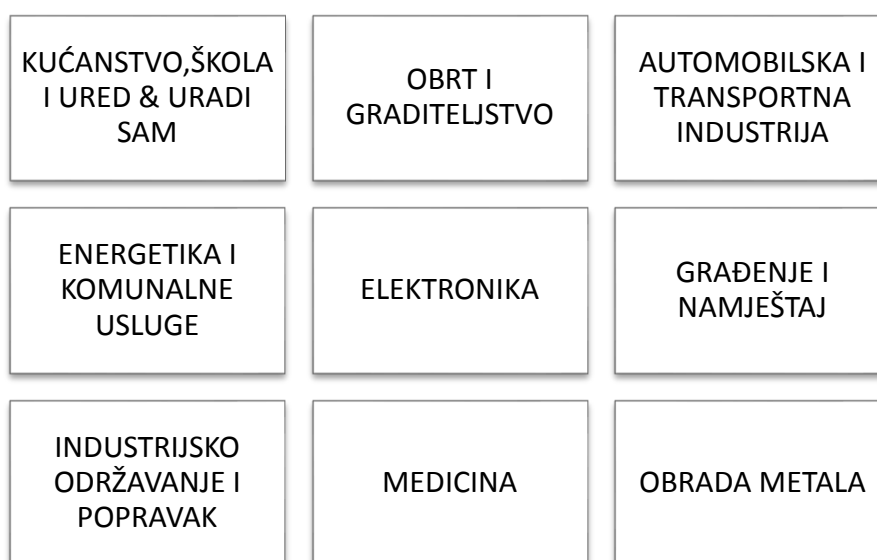 KUĆANSTVO,ŠKOLA
I URED & URADI
SAM
OBRT I
GRADITELJSTVO
AUTOMOBILSKA I
TRANSPORTNA
INDUSTRIJA
ENERGETIKA I
KOMUNALNE
USLUGE
ELEKTRONIKA
GRAĐENJE I
NAMJEŠTAJ
INDUSTRIJSKO
ODRŽAVANJE I
POPRAVAK
MEDICINA
OBRADA METALA